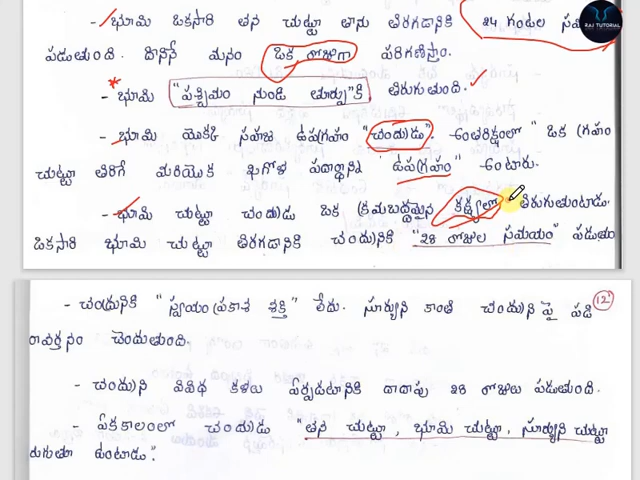 - భూమి ఒకసారి తన చుట్టూ తాను తిరగడానికి 24 గంటల
పడుతుంది. దానినే మనం ఒక రోజుగా పరిగణిస్తాం.
* - భూమి "పశ్చిమం నుండి తూర్పు"కి తిరుగుతుంది.
- భూమి యొక్క సహజ ఉపగ్రహం "చంద్రుడు". అంతరిక్షంలో "ఒక గ్రహం
చుట్టూ తిరిగే మరియొక ఖగోళ పదార్థాన్ని 'ఉపగ్రహం' - అంటారు.
- భూమి చుట్టూ చంద్రుడు ఒక క్రమబద్ధమైన కక్ష్యలో తిరుగుతుంటాడు.
ఒకసారి భూమి చుట్టూ తిరగడానికి చంద్రునికి "28 రోజుల సమయం" పడుతుం
12
- చంద్రునికి "స్వయంప్రకాశ శక్తి" లేదు. సూర్యుని కాంతి చంద్రునిపై పడి
రావర్తనం చెందుతుంది.
- చంద్రుని వివిధ కళలు ఏర్పడటానికి దాదాపు 28 రోజులు పడుతుంది.
- ఏకకాలంలో చంద్రుడు "తన చుట్టూ, భూమి చుట్టూ, సూర్యుని చుట్టూ
రుగుతూ ఉంటాడు".
RAJ TUTORIAL